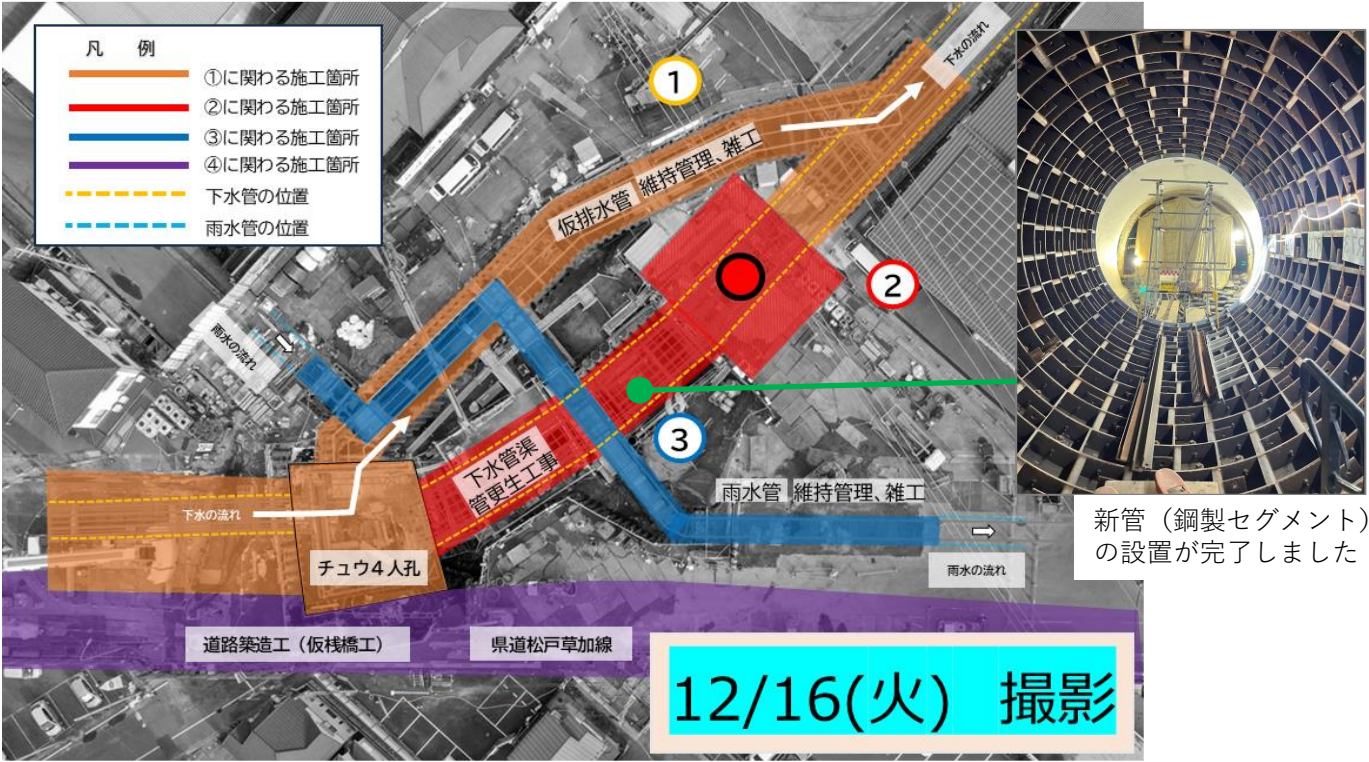 凡 例
①に関わる施工箇所
②に関わる施工箇所
③に関わる施工箇所
④に関わる施工箇所
下水管の位置
雨水管の位置
①
下水の流れ
仮排水管 維持管理、雑工
②
雨水の流れ
③
下水管渠
管更生工事
雨水管 維持管理、雑工
下水の流れ
チュウ4人孔
雨水の流れ
道路築造工（仮桟橋工）
県道松戸草加線
12/16(火) 撮影
新管（鋼製セグメント）
の設置が完了しました